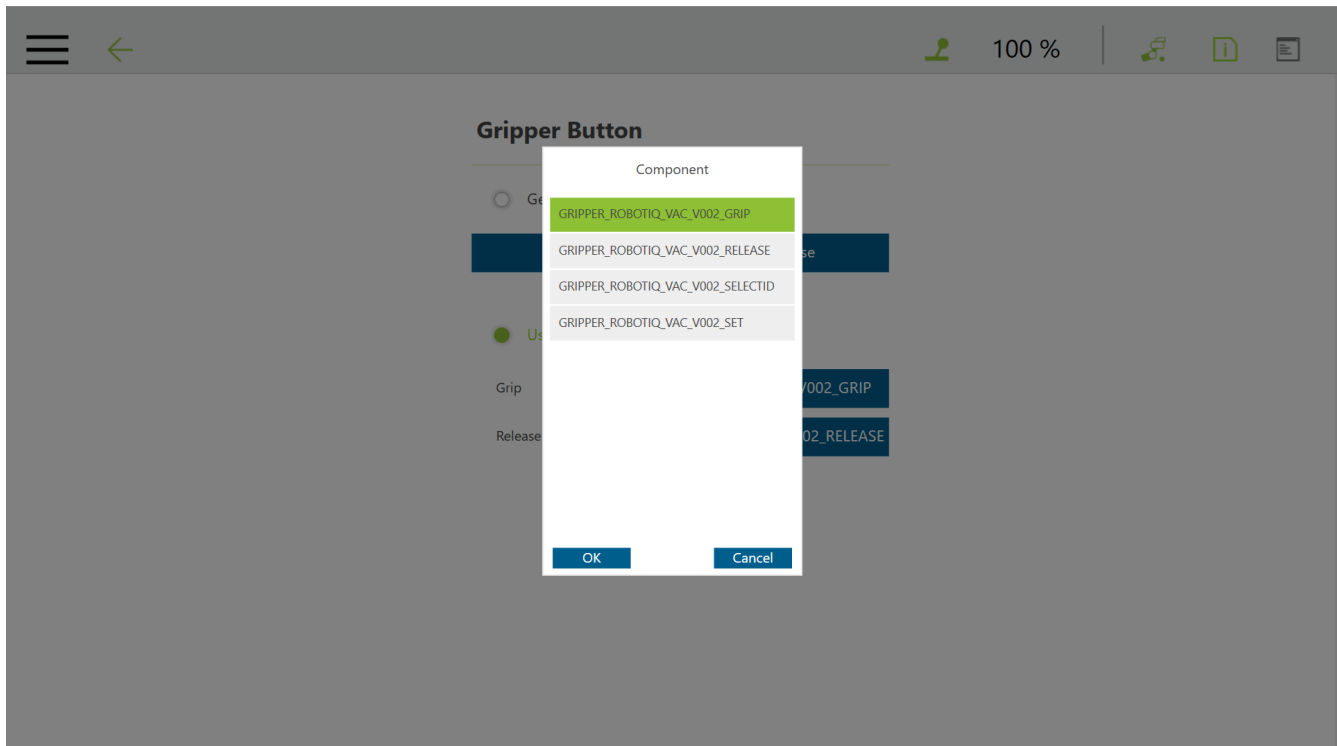 100 %
Gripper Button
Component
GRIPPER_ROBOTIQ_VAC_V002_GRIP
GRIPPER_ROBOTIQ_VAC_V002_RELEASE
GRIPPER_ROBOTIQ_VAC_V002_SELECTID
GRIPPER_ROBOTIQ_VAC_V002_SET
Grip
V002_GRIP
Release
02_RELEASE
OK Cancel